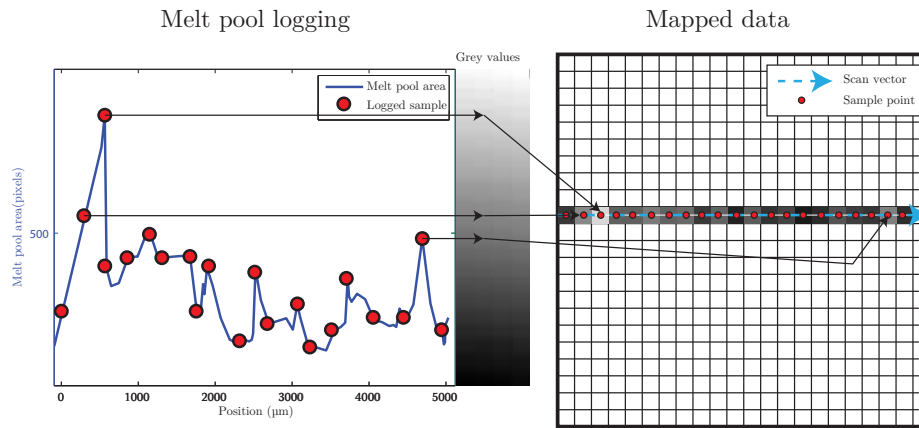 Melt pool logging
Mapped data
Grey values
Melt pool area
Logged sample
Scan vector
Sample point
Melt pool area(pixels)
500
0
1000
2000
3000
4000
5000
Position (µm)